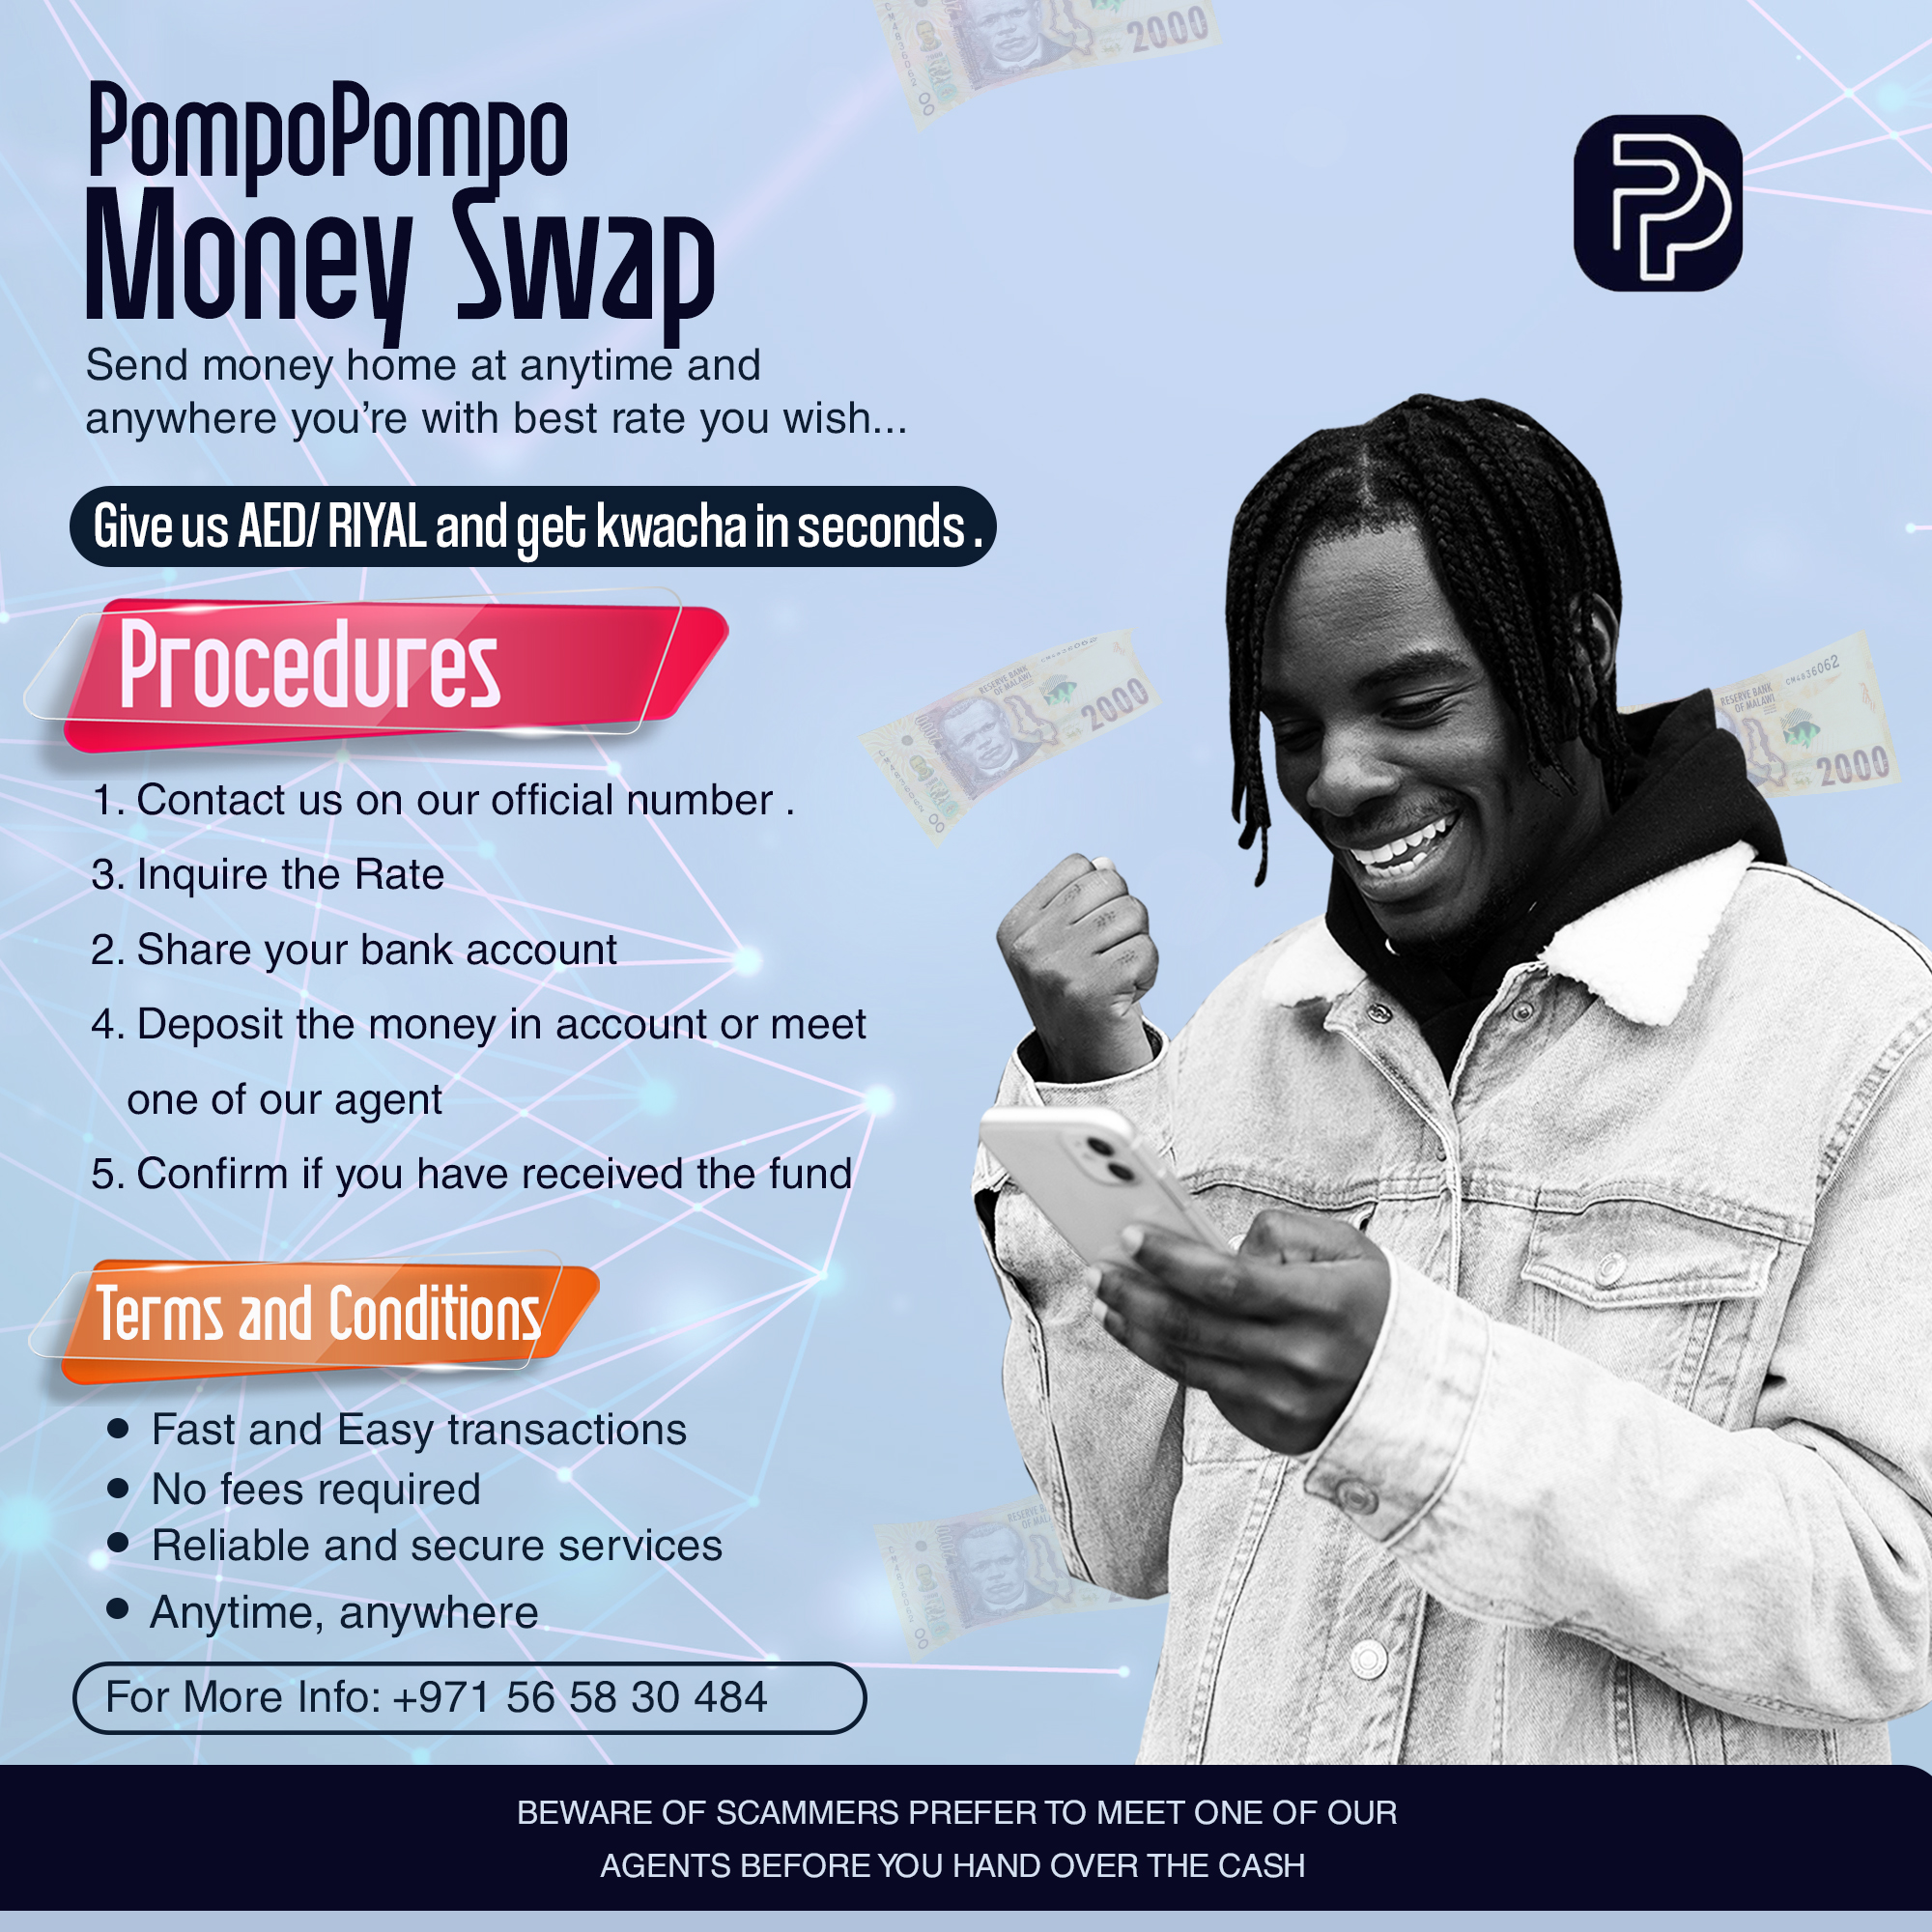 2000
PompoPompo
Money Swap
Send money home at anytime and
anywhere you’re with best rate you wish...
Give us AED/ RIYAL and get kwacha in seconds .
Procedures
1. Contact us on our official number .
3. Inquire the Rate
2. Share your bank account
4. Deposit the money in account or meet
one of our agent
5. Confirm if you have received the fund
RESERVE BANK
OF MALAWI
2000
RESERVE BANK
OF MALAWI
CM4836062
2000
Terms and Conditions
Fast and Easy transactions
No fees required
Reliable and secure services
Anytime, anywhere
For More Info: +971 56 58 30 484
BEWARE OF SCAMMERS PREFER TO MEET ONE OF OUR
AGENTS BEFORE YOU HAND OVER THE CASH